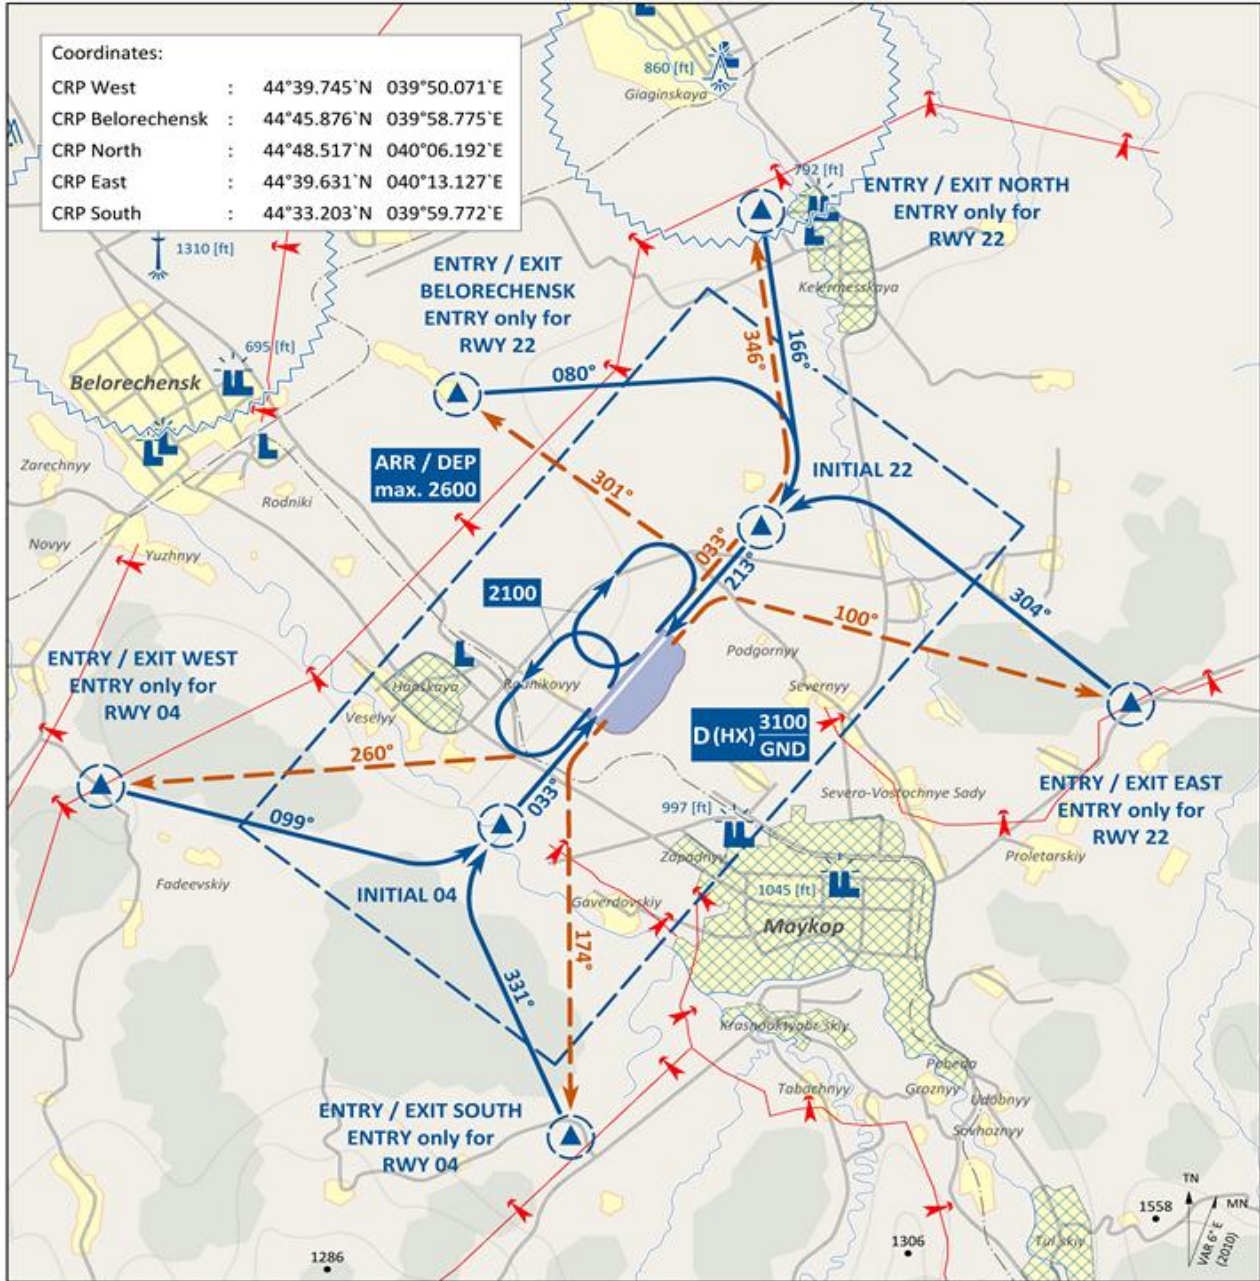 Coordinates:
CRP West : 44°39.745`N 039°50.071`E
CRP Belorechensk : 44°45.876`N 039°58.775`E
CRP North : 44°48.517`N 040°06.192`E
CRP East : 44°39.631`N 040°13.127`E
CRP South : 44°33.203`N 039°59.772`E
860 [ft]
Giaginskaya
792 [ft]
ENTRY / EXIT NORTH
ENTRY only for
RWY 22
1310 [ft]
ENTRY / EXIT
BELORECHENSK
ENTRY only for
RWY 22
Kelermesskaya
695 [ft]
Belorechensk
346°
166°
080°
Zarechnyy
ARR / DEP
max. 2600
301°
INITIAL 22
Rodniki
Novyy
Yuzhnyy
033°
213°
2100
304°
100°
ENTRY / EXIT WEST
ENTRY only for
RWY 04
Podgornyy
Hanskaya
Rodnikovyy
Severnyy
Veselyy
D (HX) 3100
GND
260°
ENTRY / EXIT EAST
ENTRY only for
RWY 22
Severo-Vostochnye Sady
033°
997 [ft]
099°
Zapadnyy
Proletarskiy
Fadeevskiy
INITIAL 04
Gaverdovskiy
1045 [ft]
Maykop
174°
331°
Krasnooktyabr'skiy
Pobeda
Tabachnyy
Groznyy
Udobnyy
Sovhoznyy
ENTRY / EXIT SOUTH
ENTRY only for
RWY 04
TN
MN
VAR 6° E
(2010)
1558
1286
1306
Tul'skiy